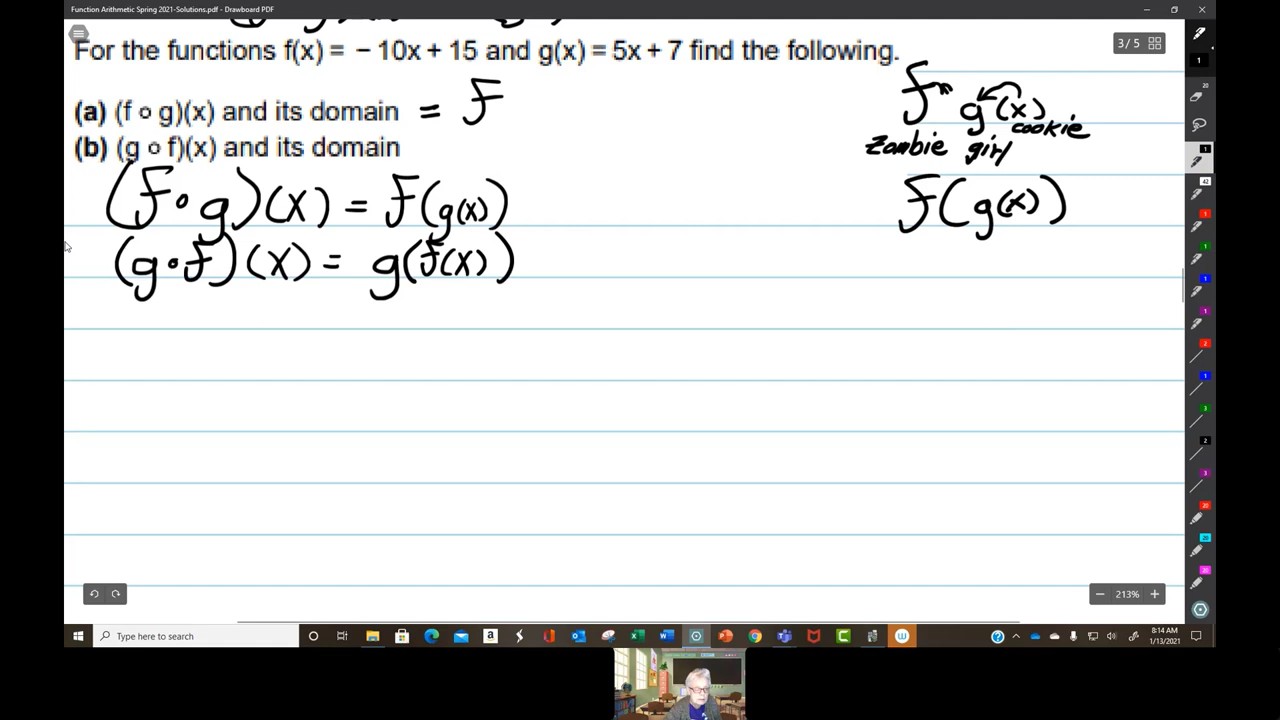 Function Arithmetic Spring 2021-Solutions.pdf - Drawboard PDF
For the functions f(x) = − 10x + 15 and g(x) = 5x + 7 find the following.
3 / 5
(a) (f o g)(x) and its domain = F
(b) (g o f)(x) and its domain
F g(x)
cookie
zombie girl
(F∘g)(x) = F(g(x))
F(g(x))
(g∘F)(x) = g(F(x))
213%
Type here to search
8:14 AM
1/13/2021